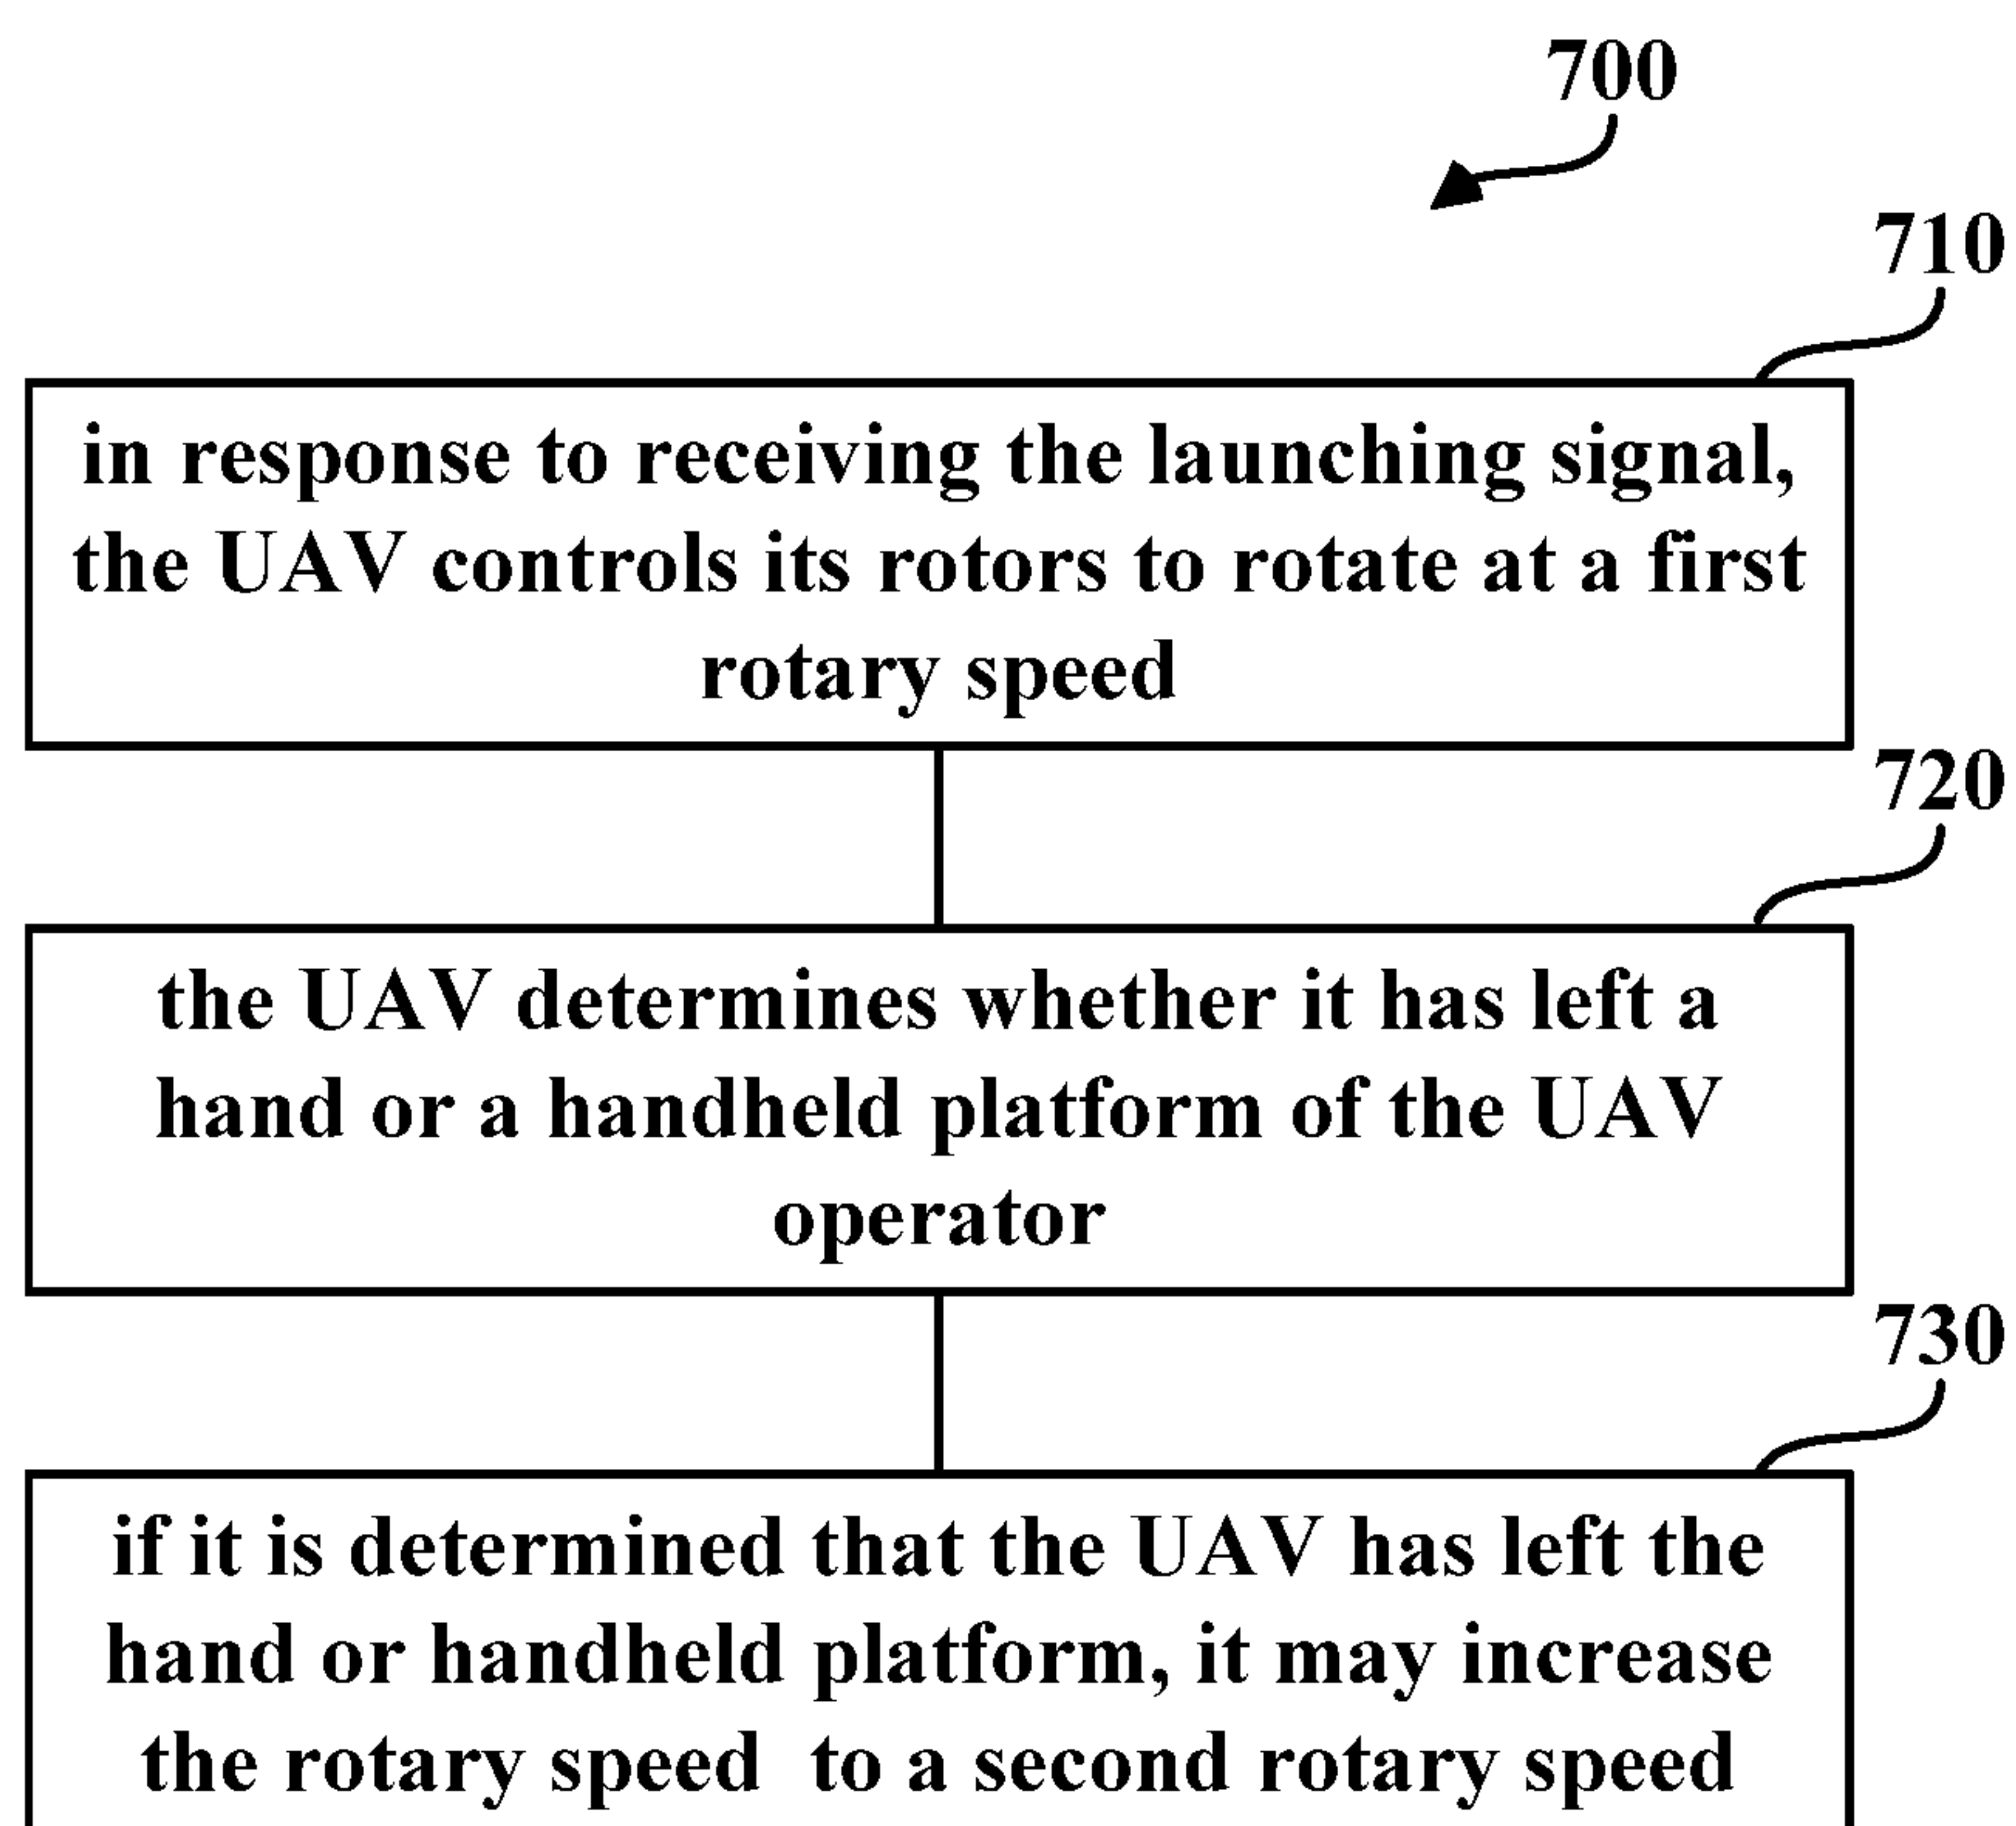 700
710
in response to receiving the launching signal,
the UAV controls its rotors to rotate at a first
rotary speed
720
the UAV determines whether it has left a
hand or a handheld platform of the UAV
operator
730
if it is determined that the UAV has left the
hand or handheld platform, it may increase
the rotary speed to a second rotary speed